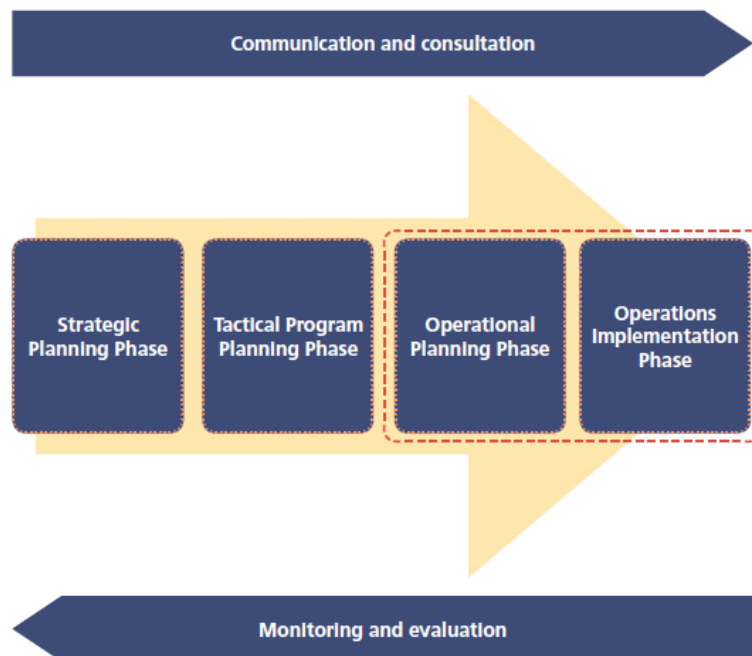 Communication and consultation
Strategic
Planning Phase
Tactical Program
Planning Phase
Operational
Planning Phase
Operations
Implementation
Phase
Monitoring and evaluation